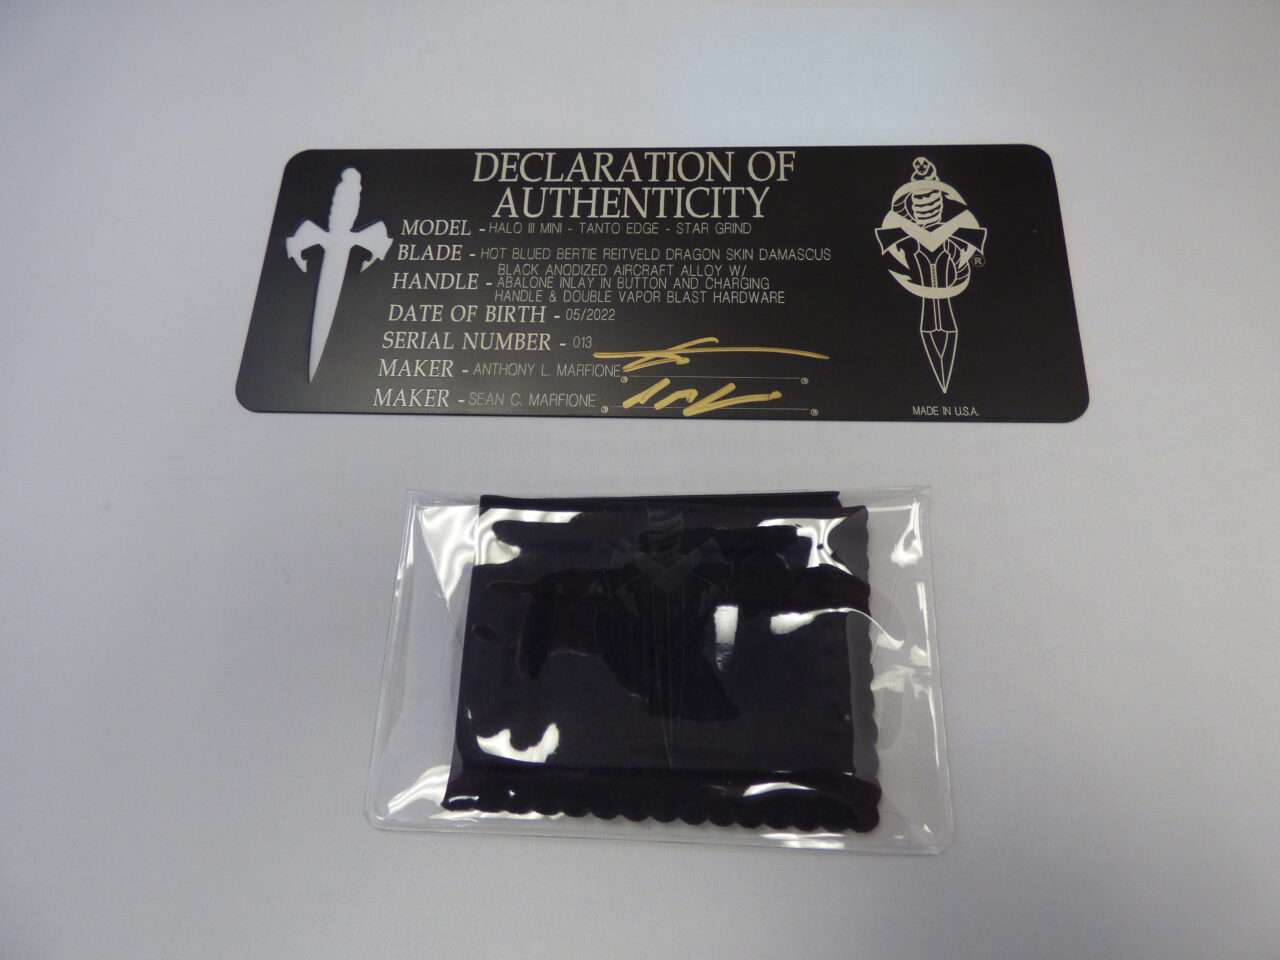 DECLARATION OF
AUTHENTICITY
MODEL - HALO III MINI - TANTO EDGE - STAR GRIND
BLADE - HOT BLUED BERTIE REITVELD DRAGON SKIN DAMASCUS
HANDLE - BLACK ANODIZED AIRCRAFT ALLOY W/
ABALONE INLAY IN BUTTON AND CHARGING
HANDLE & DOUBLE VAPOR BLAST HARDWARE
DATE OF BIRTH - 05/2022
SERIAL NUMBER - 013
MAKER - ANTHONY L. MARFIONE
MAKER - SEAN C. MARFIONE
®
MADE IN U.S.A.